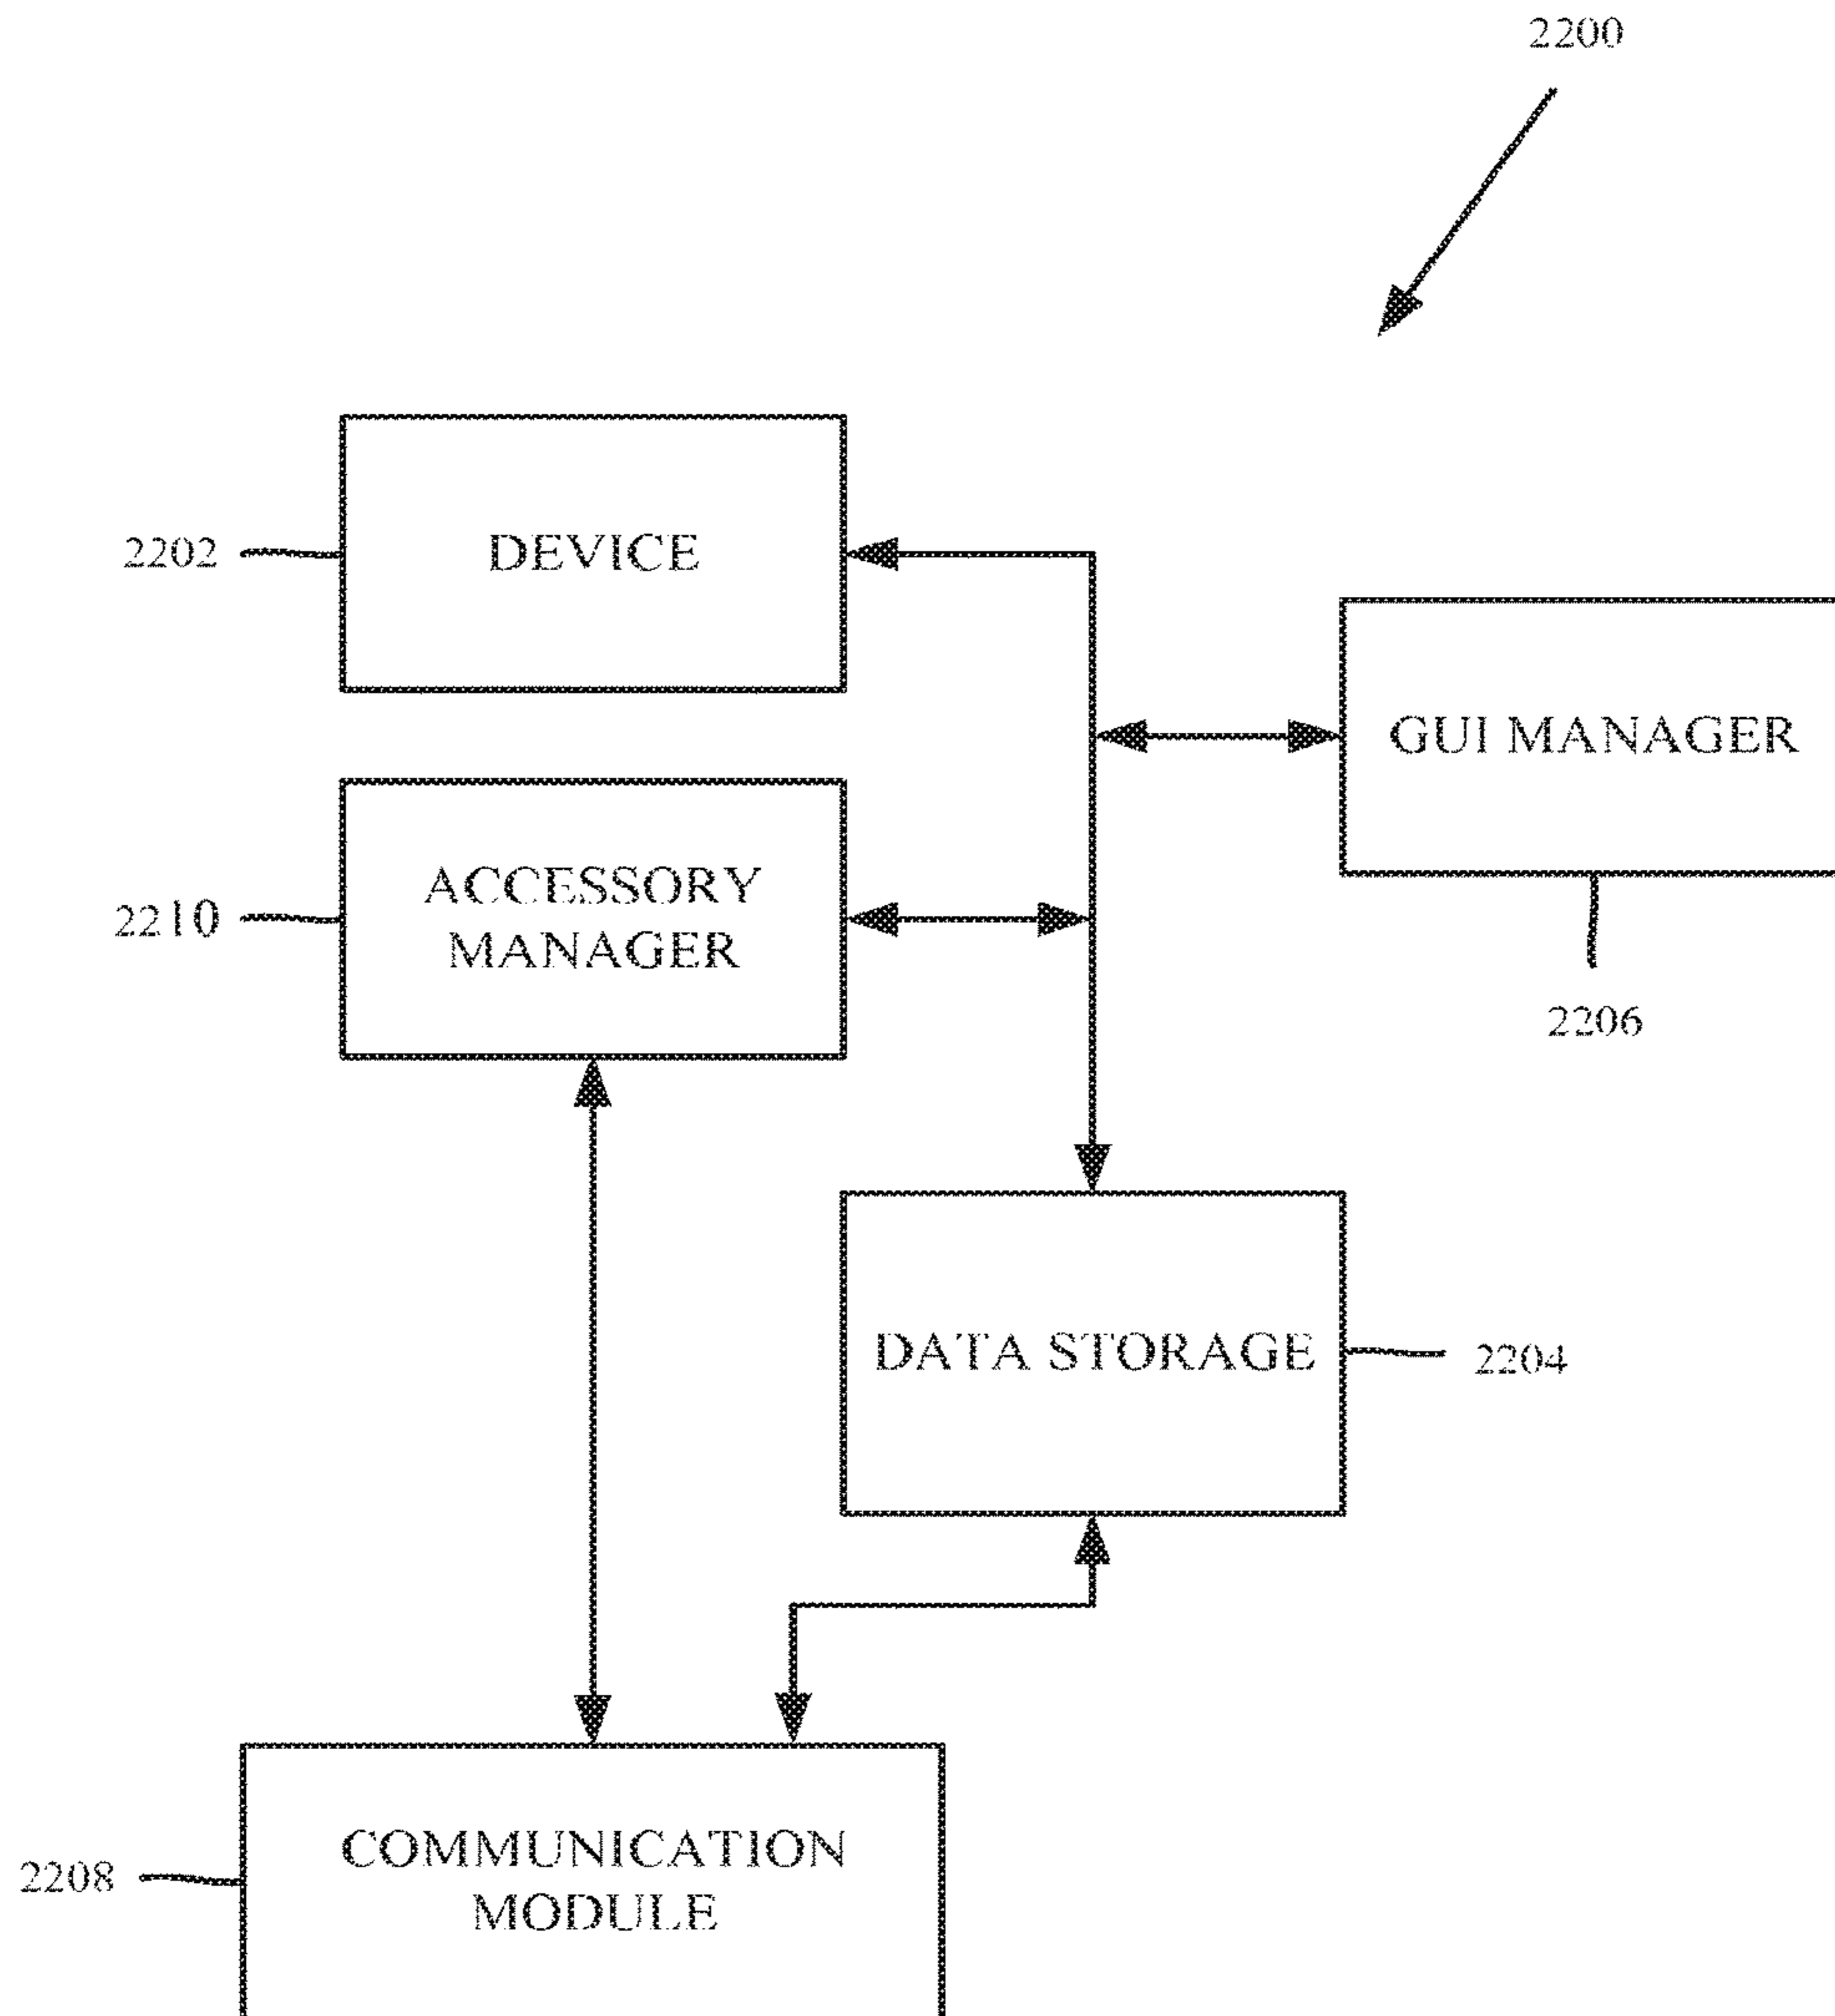 2200
DEVICE
2202
GUI MANAGER
ACCESSORY
MANAGER
2210
2206
DATA STORAGE
2204
COMMUNICATION
MODULE
2208